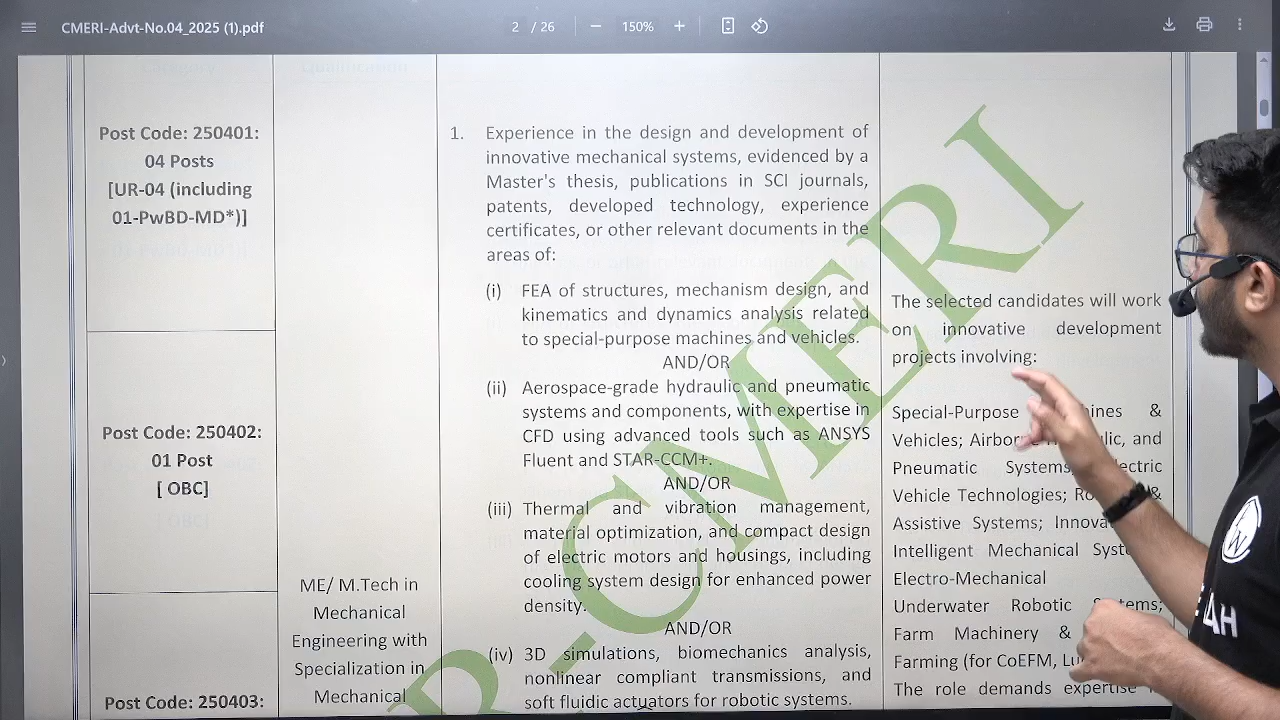 CMERI-Advt-No.04_2025 (1).pdf
2 / 26
150%
Category
Qualification
Post Code: 250401:
04 Posts
[UR-04 (including
01-PwBD-MD*)]
Post Code: 250402:
01 Post
[ OBC]
Post Code: 250403:
ME/ M.Tech in
Mechanical
Engineering with
Specialization in
Mechanical
1. Experience in the design and development of
innovative mechanical systems, evidenced by a
Master's thesis, publications in SCI journals,
patents, developed technology, experience
certificates, or other relevant documents in the
areas of:
(i) FEA of structures, mechanism design, and
kinematics and dynamics analysis related
to special-purpose machines and vehicles.
AND/OR
(ii) Aerospace-grade hydraulic and pneumatic
systems and components, with expertise in
CFD using advanced tools such as ANSYS
Fluent and STAR-CCM+.
AND/OR
(iii) Thermal and vibration management,
material optimization, and compact design
of electric motors and housings, including
cooling system design for enhanced power
density.
AND/OR
(iv) 3D simulations, biomechanics analysis,
nonlinear compliant transmissions, and
soft fluidic actuators for robotic systems.
The selected candidates will work
on innovative development
projects involving:
Special-Purpose &
Vehicles; and
Pneumatic Systems;
Vehicle Technologies; &
Assistive Systems;
Intelligent Mechanical
Electro-Mechanical
Underwater Robotic
Farm Machinery &
Farming (for CoEFM,
The role demands
R-CMERI